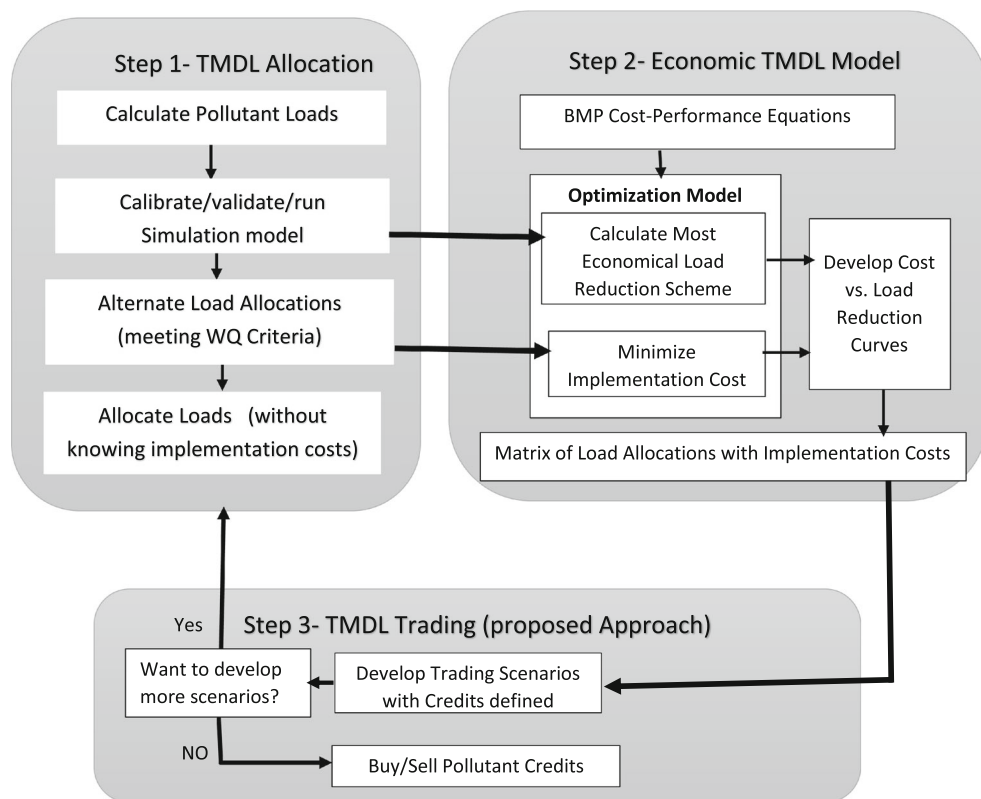 Step 1- TMDL Allocation
Calculate Pollutant Loads
Calibrate/validate/run
Simulation model
Alternate Load Allocations
(meeting WQ Criteria)
Allocate Loads (without
knowing implementation costs)
Step 2- Economic TMDL Model
BMP Cost-Performance Equations
Optimization Model
Calculate Most
Economical Load
Reduction Scheme
Minimize
Implementation Cost
Develop Cost
vs. Load
Reduction
Curves
Matrix of Load Allocations with Implementation Costs
Step 3- TMDL Trading (proposed Approach)
Yes
Want to develop
more scenarios?
Develop Trading Scenarios
with Credits defined
NO
Buy/Sell Pollutant Credits